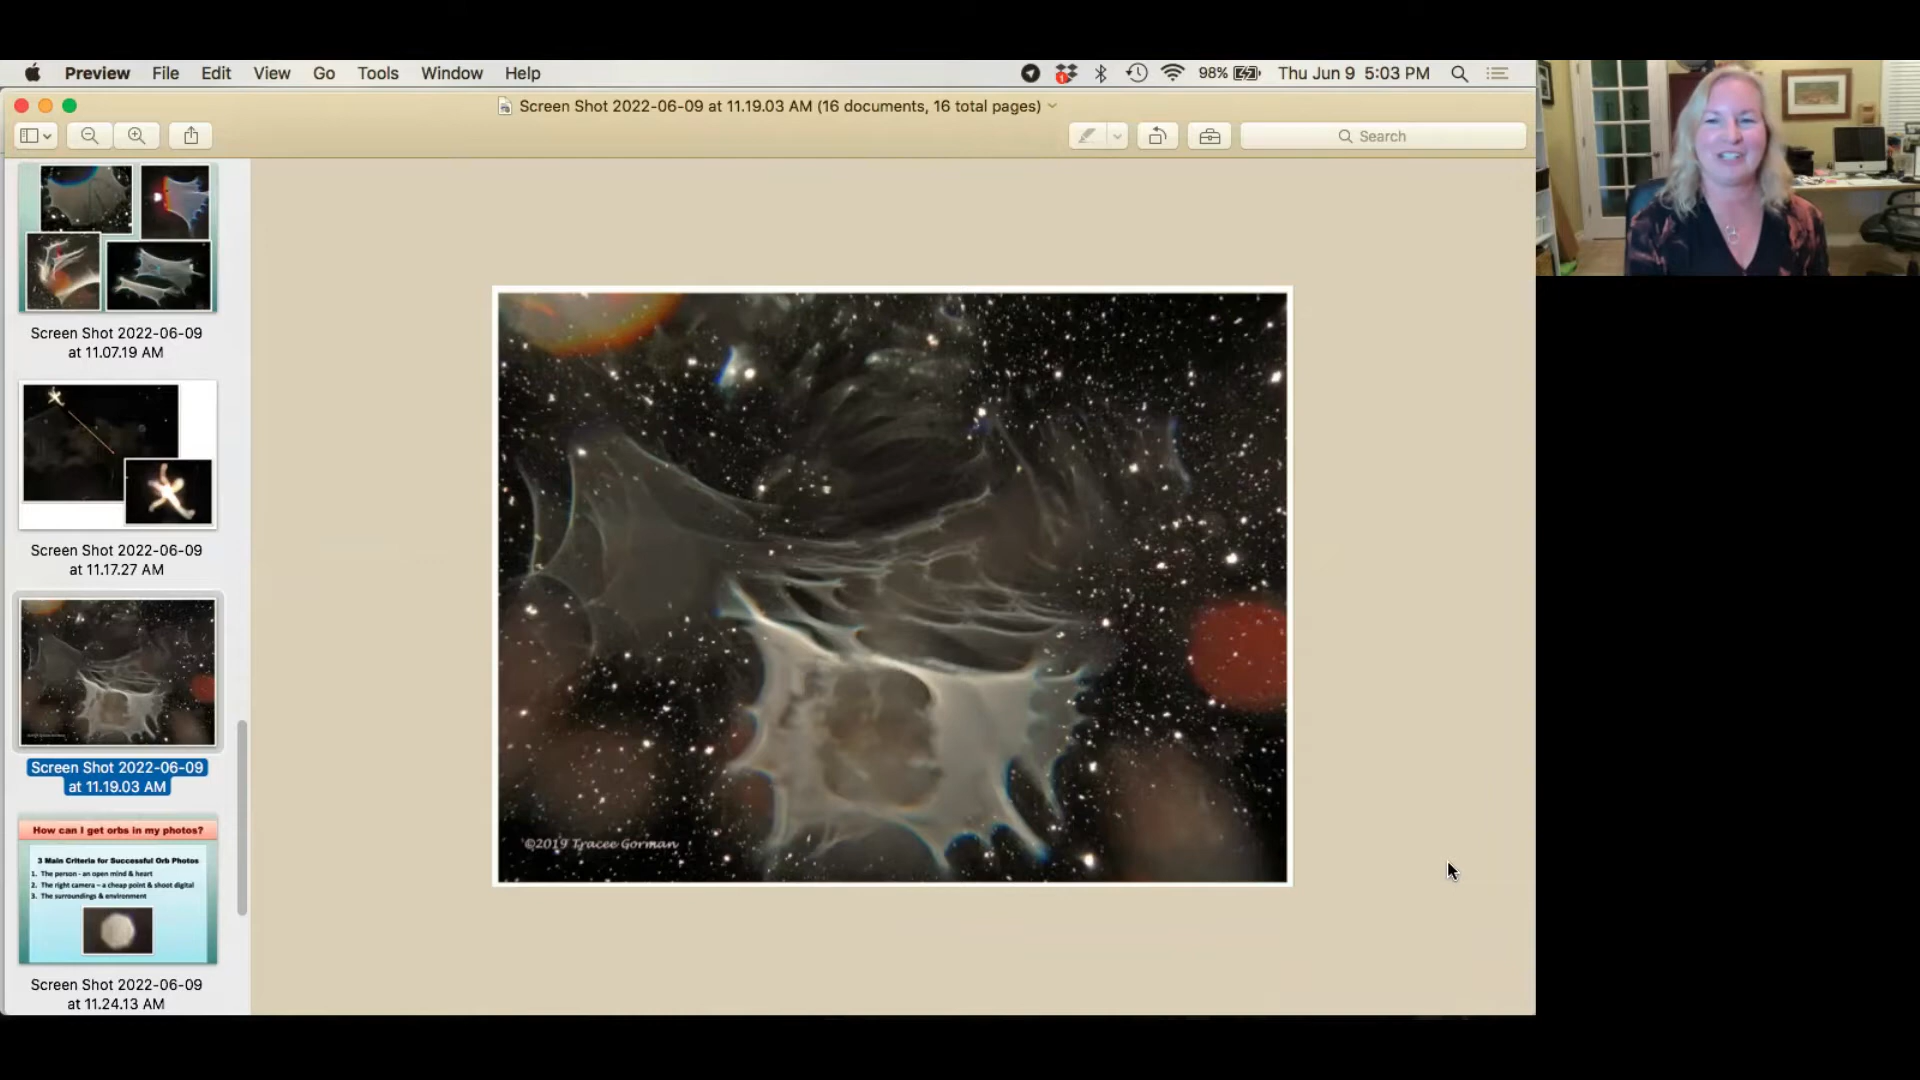 Preview File Edit View Go Tools Window Help
1 98% Thu Jun 9 5:03 PM
Screen Shot 2022-06-09 at 11.19.03 AM (16 documents, 16 total pages)
Search
Screen Shot 2022-06-09
at 11.07.19 AM
Screen Shot 2022-06-09
at 11.17.27 AM
Screen Shot 2022-06-09
at 11.19.03 AM
How can I get orbs in my photos?
3 Main Criteria for Successful Orb Photos
1. The person - an open mind & heart
2. The right camera – a cheap point & shoot digital
3. The surroundings & environment
Screen Shot 2022-06-09
at 11.24.13 AM
©2019 Tracee Gorman